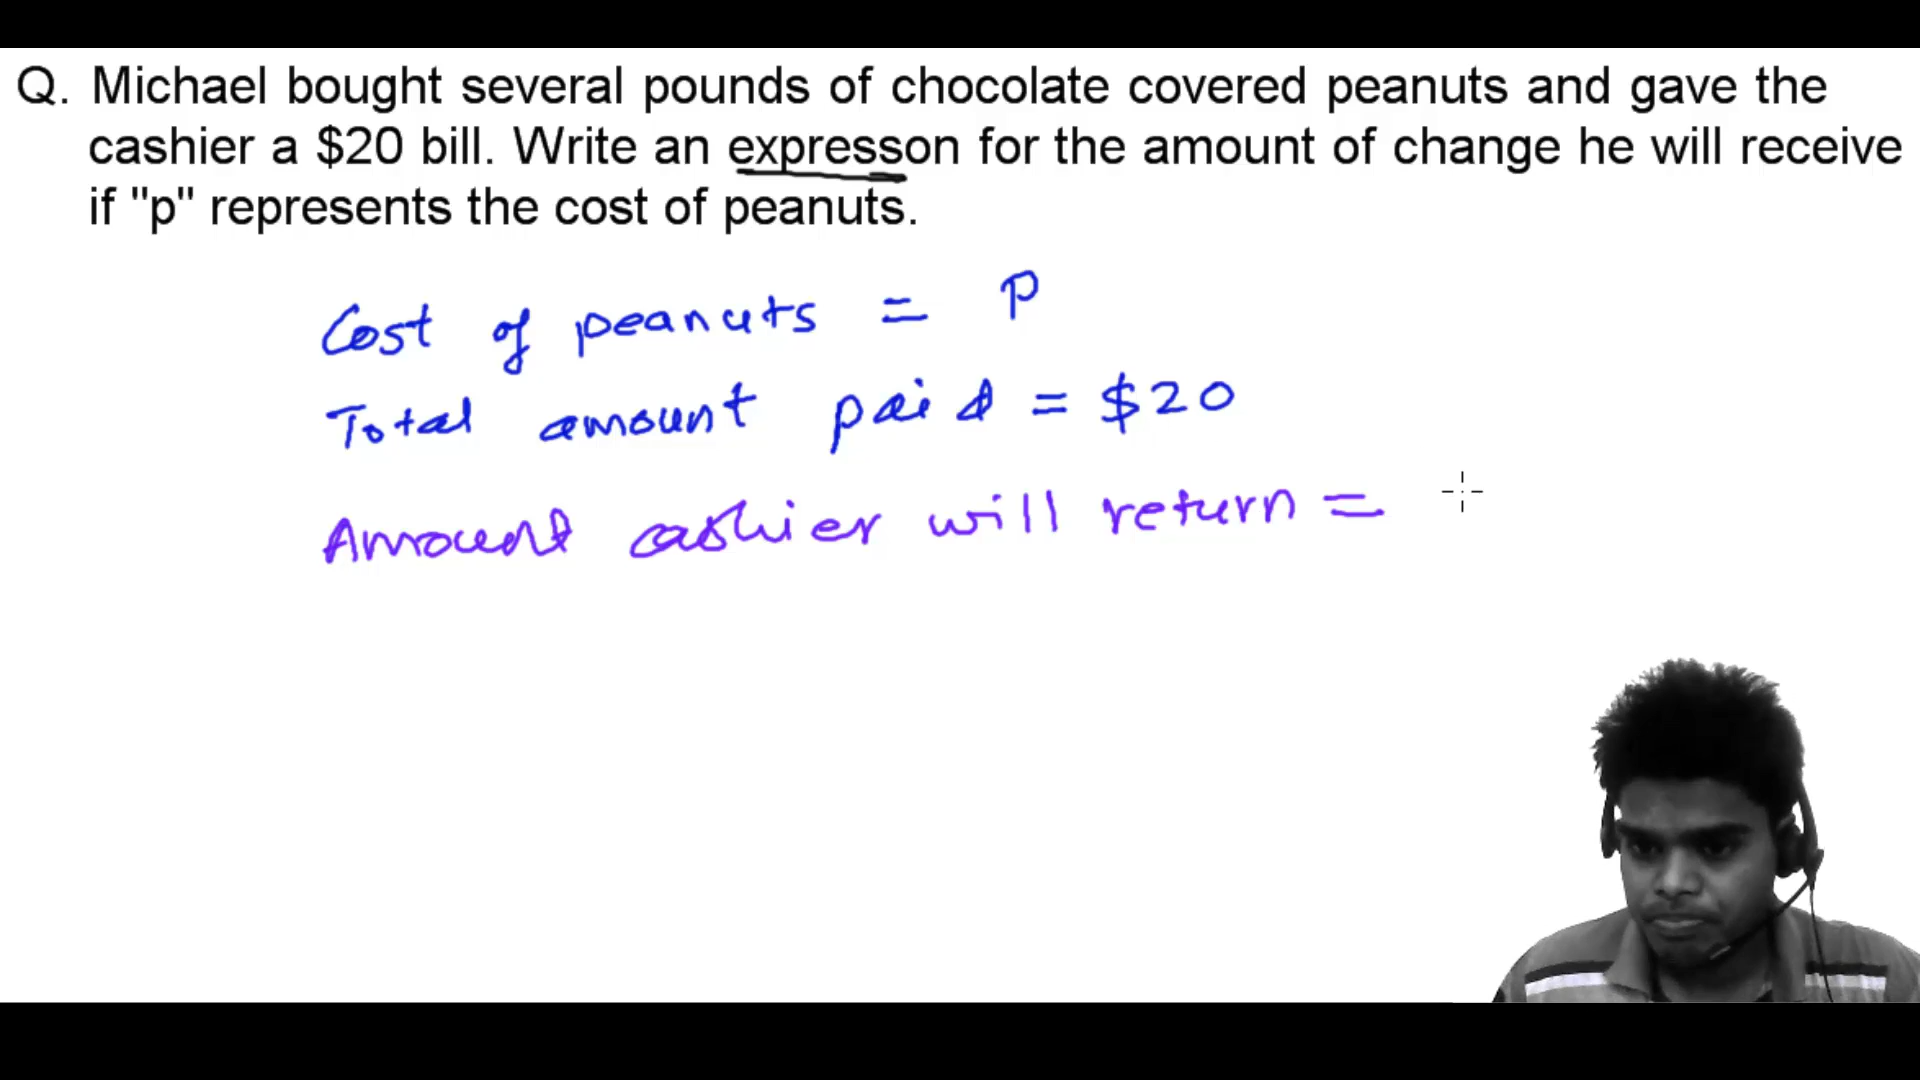 Q. Michael bought several pounds of chocolate covered peanuts and gave the
cashier a $20 bill. Write an expresson for the amount of change he will receive
if "p" represents the cost of peanuts.
Cost of peanuts = p
Total amount paid = $20
Amount cashier will return =